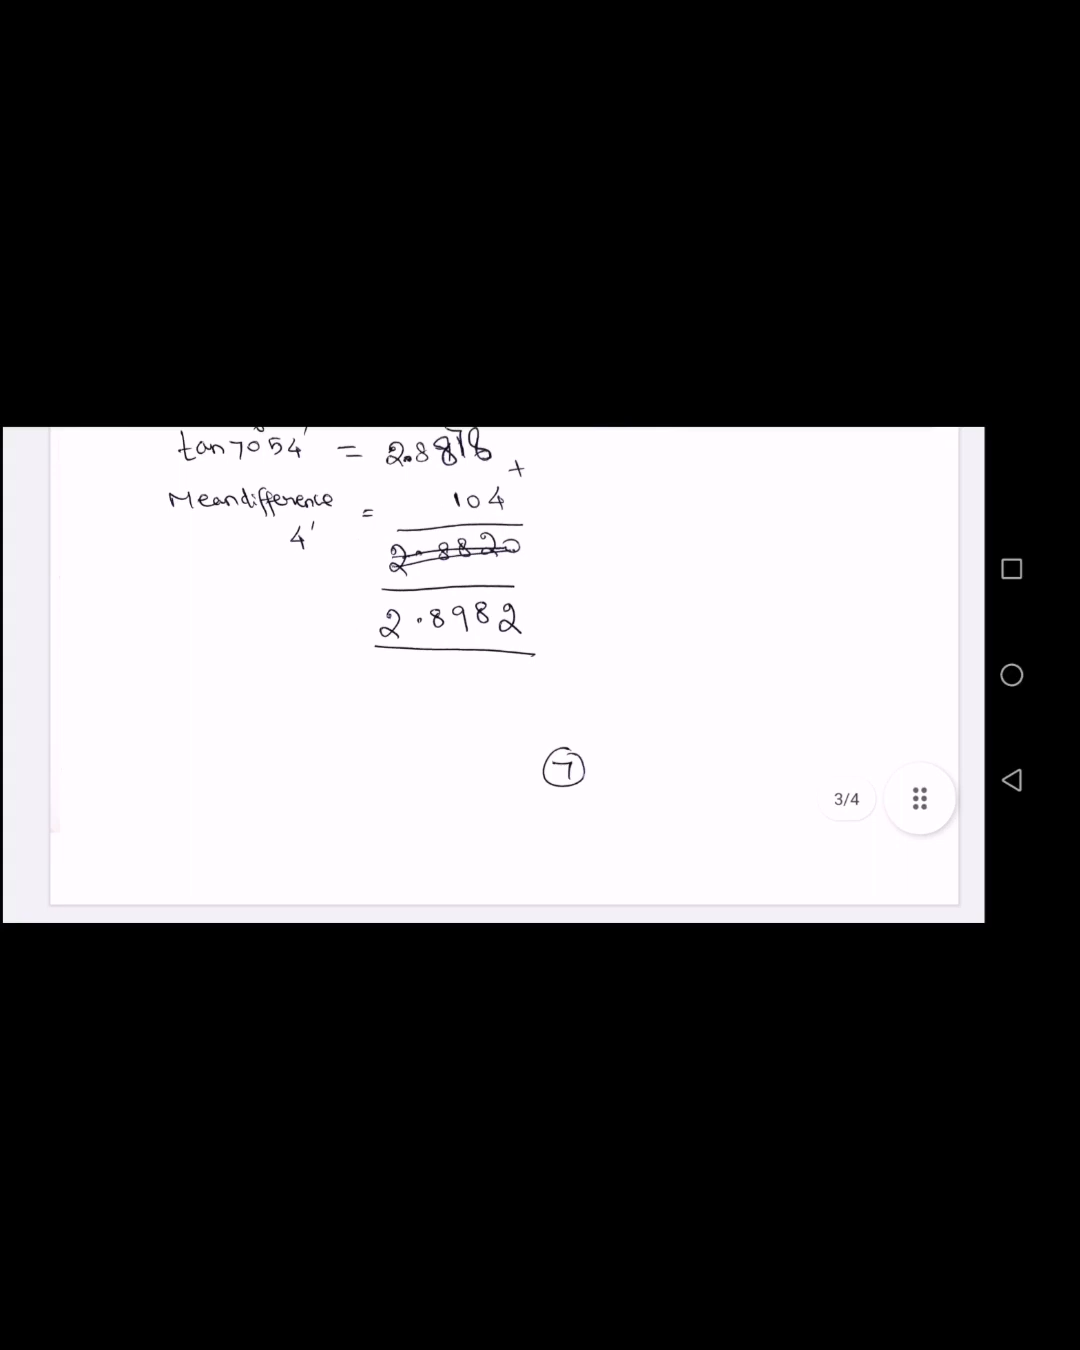 tan 70°54' = 2.8878 +
Meandifference = 104
4'
2.8820
2.8982
7
3/4